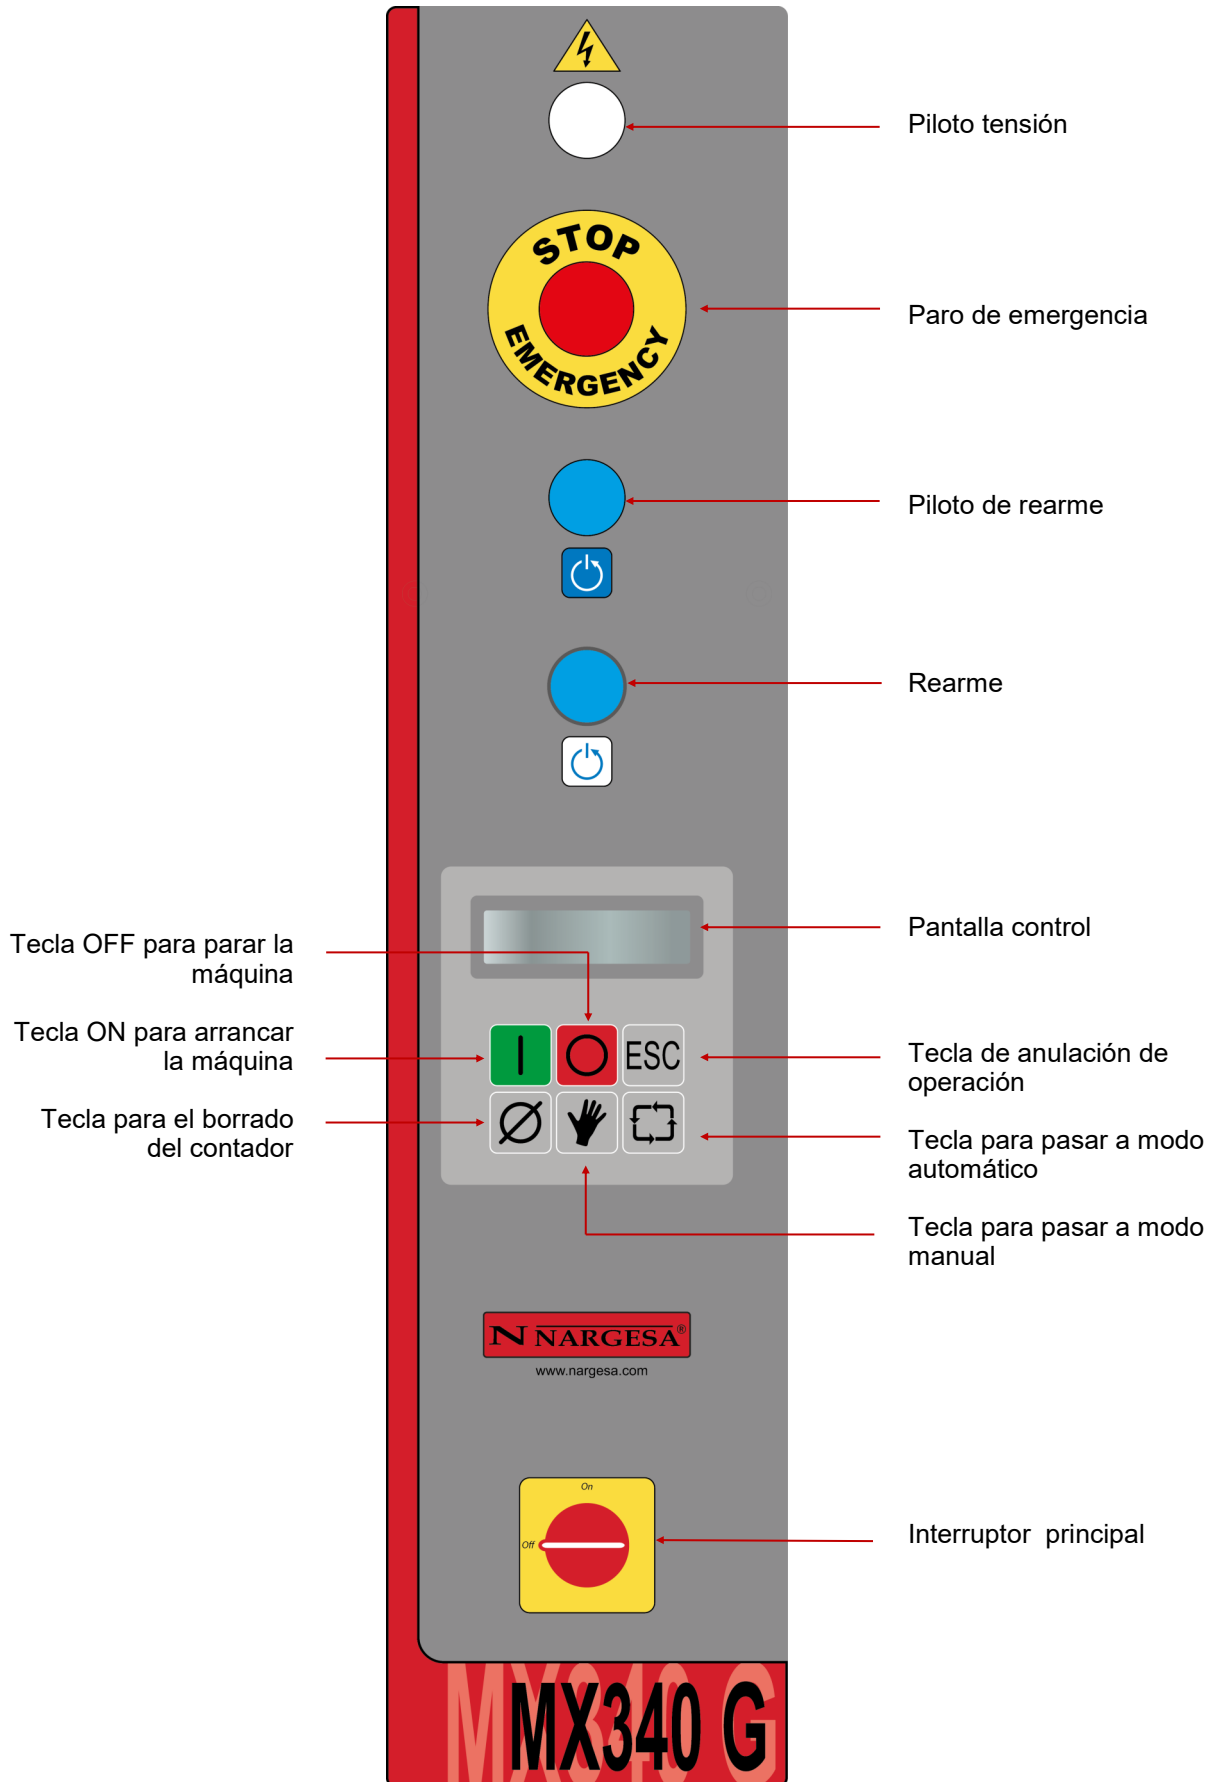 Piloto tensión
STOP
EMERGENCY
Paro de emergencia
Piloto de rearme
Rearme
Pantalla control
Tecla OFF para parar la
máquina
Tecla ON para arrancar
la máquina
ESC
Tecla de anulación de
operación
Tecla para el borrado
del contador
Tecla para pasar a modo
automático
Tecla para pasar a modo
manual
N NARGESA®
www.nargesa.com
On
Off
Interruptor principal
MX340 G
MX340 G